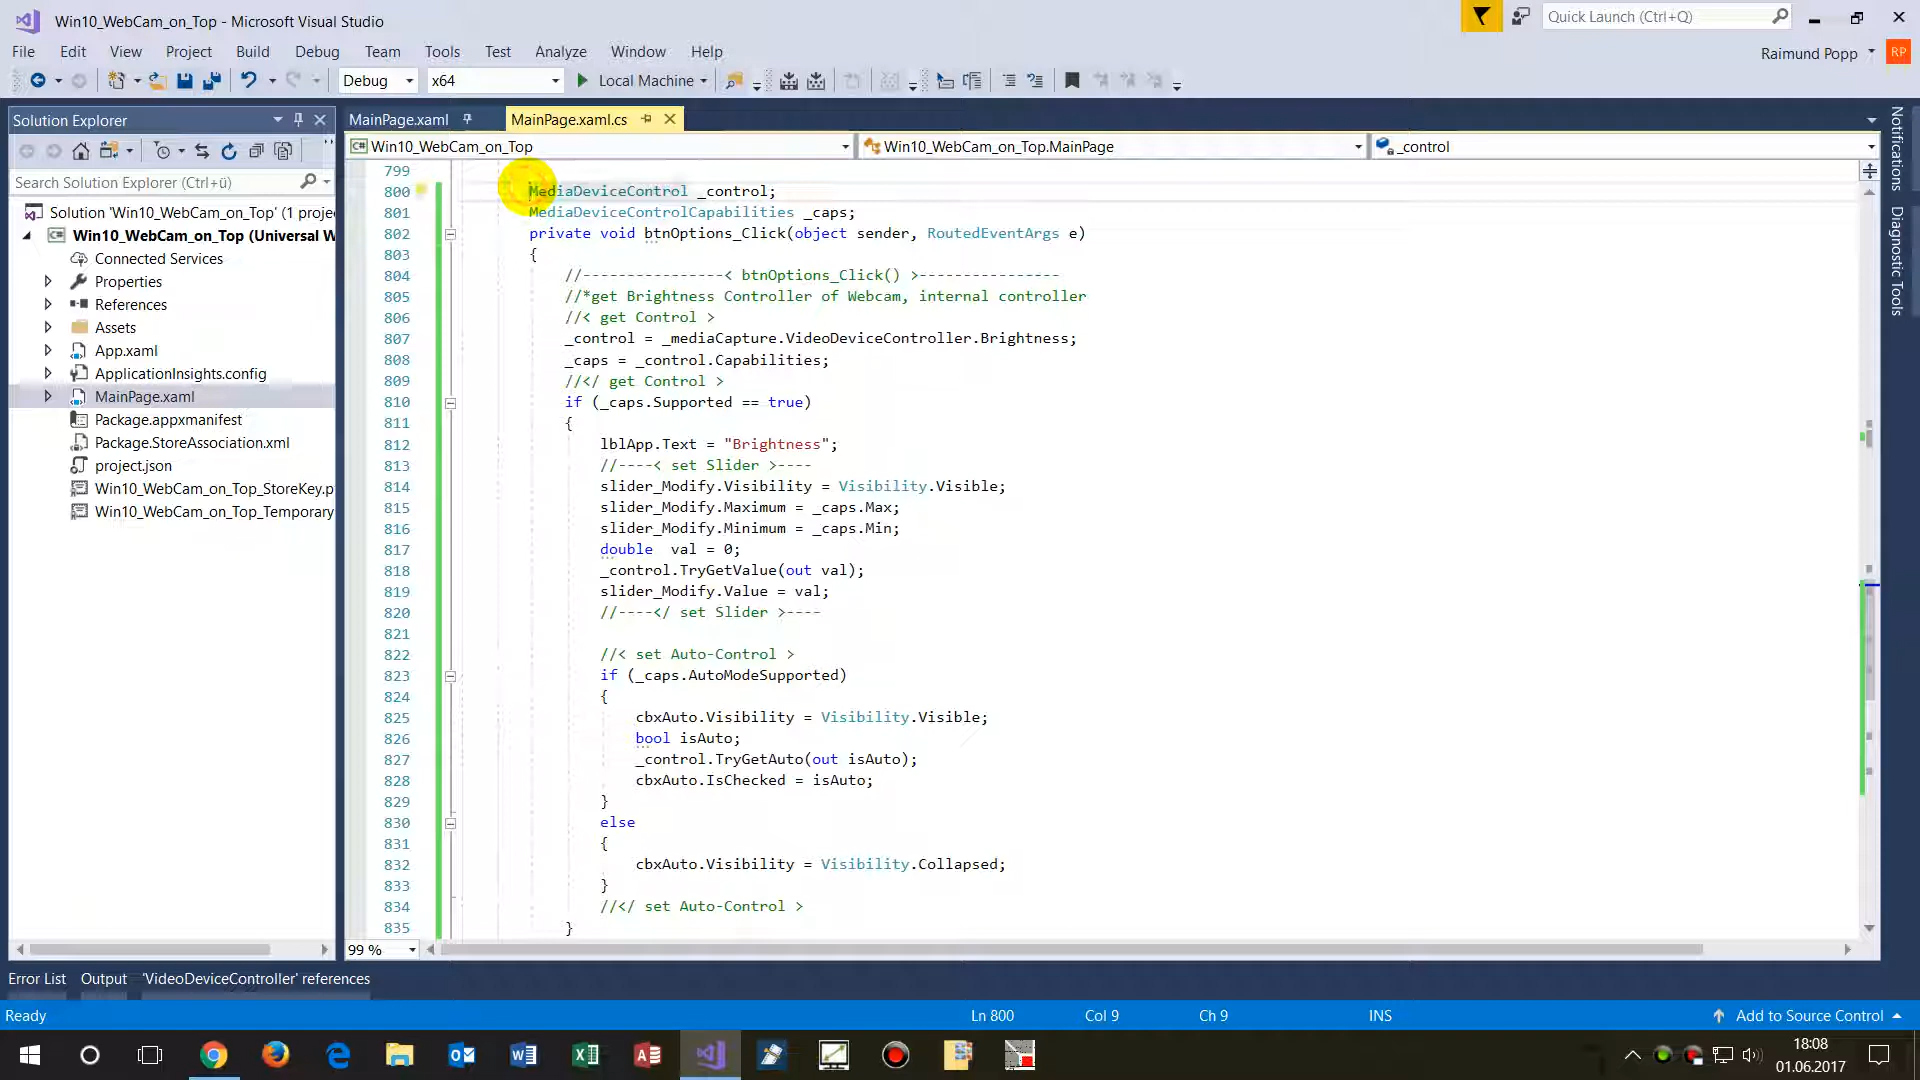 Win10_WebCam_on_Top - Microsoft Visual Studio
Quick Launch (Ctrl+Q)
File Edit View Project Build Debug Team Tools Test Analyze Window Help
Raimund Popp
RP
Debug
x64
Local Machine
Solution Explorer
Search Solution Explorer (Ctrl+ü)
Solution 'Win10_WebCam_on_Top' (1 projec
Win10_WebCam_on_Top (Universal W
Connected Services
Properties
References
Assets
App.xaml
ApplicationInsights.config
MainPage.xaml
Package.appxmanifest
Package.StoreAssociation.xml
project.json
Win10_WebCam_on_Top_StoreKey.p
Win10_WebCam_on_Top_Temporary
MainPage.xaml
MainPage.xaml.cs
C# Win10_WebCam_on_Top
Win10_WebCam_on_Top.MainPage
_control
799
800 MediaDeviceControl _control;
801 MediaDeviceControlCapabilities _caps;
802 private void btnOptions_Click(object sender, RoutedEventArgs e)
803 {
804 //----------------< btnOptions_Click() >----------------
805 //*get Brightness Controller of Webcam, internal controller
806 //< get Control >
807 _control = _mediaCapture.VideoDeviceController.Brightness;
808 _caps = _control.Capabilities;
809 //</ get Control >
810 if (_caps.Supported == true)
811 {
812 lblApp.Text = "Brightness";
813 //----< set Slider >----
814 slider_Modify.Visibility = Visibility.Visible;
815 slider_Modify.Maximum = _caps.Max;
816 slider_Modify.Minimum = _caps.Min;
817 double  val = 0;
818 _control.TryGetValue(out val);
819 slider_Modify.Value = val;
820 //----</ set Slider >----
821
822 //< set Auto-Control >
823 if (_caps.AutoModeSupported)
824 {
825 cbxAuto.Visibility = Visibility.Visible;
826 bool isAuto;
827 _control.TryGetAuto(out isAuto);
828 cbxAuto.IsChecked = isAuto;
829 }
830 else
831 {
832 cbxAuto.Visibility = Visibility.Collapsed;
833 }
834 //</ set Auto-Control >
835 }
99 %
Notifications
Diagnostic Tools
Error List Output 'VideoDeviceController' references
Ready
Ln 800 Col 9 Ch 9 INS
Add to Source Control
18:08
01.06.2017